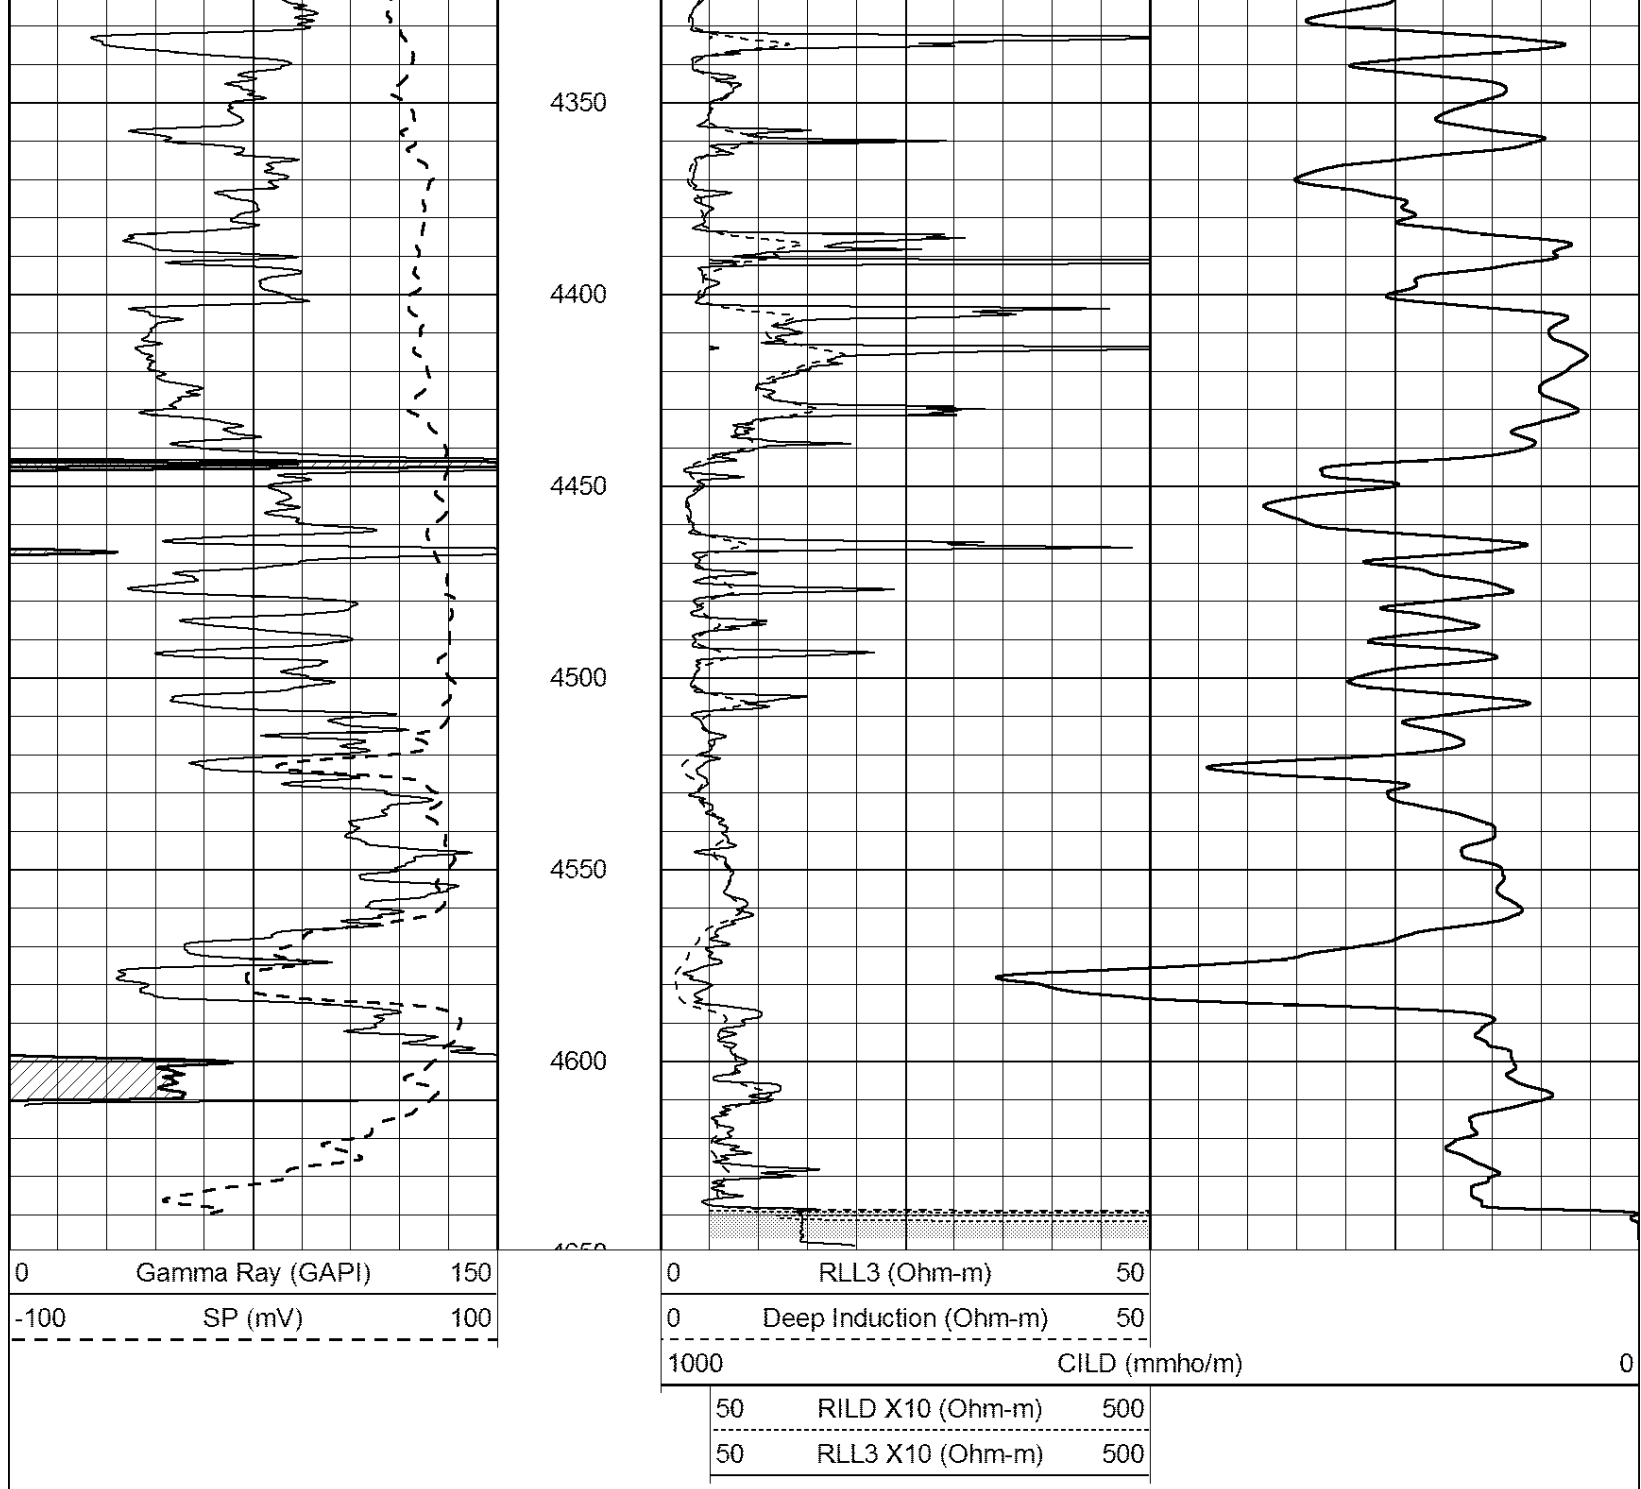 4350
4400
4450
4500
4550
4600
4650
0 Gamma Ray (GAPI) 150
-100 SP (mV) 100
0 RLL3 (Ohm-m) 50
0 Deep Induction (Ohm-m) 50
1000 CILD (mmho/m) 0
50 RILD X10 (Ohm-m) 500
50 RLL3 X10 (Ohm-m) 500